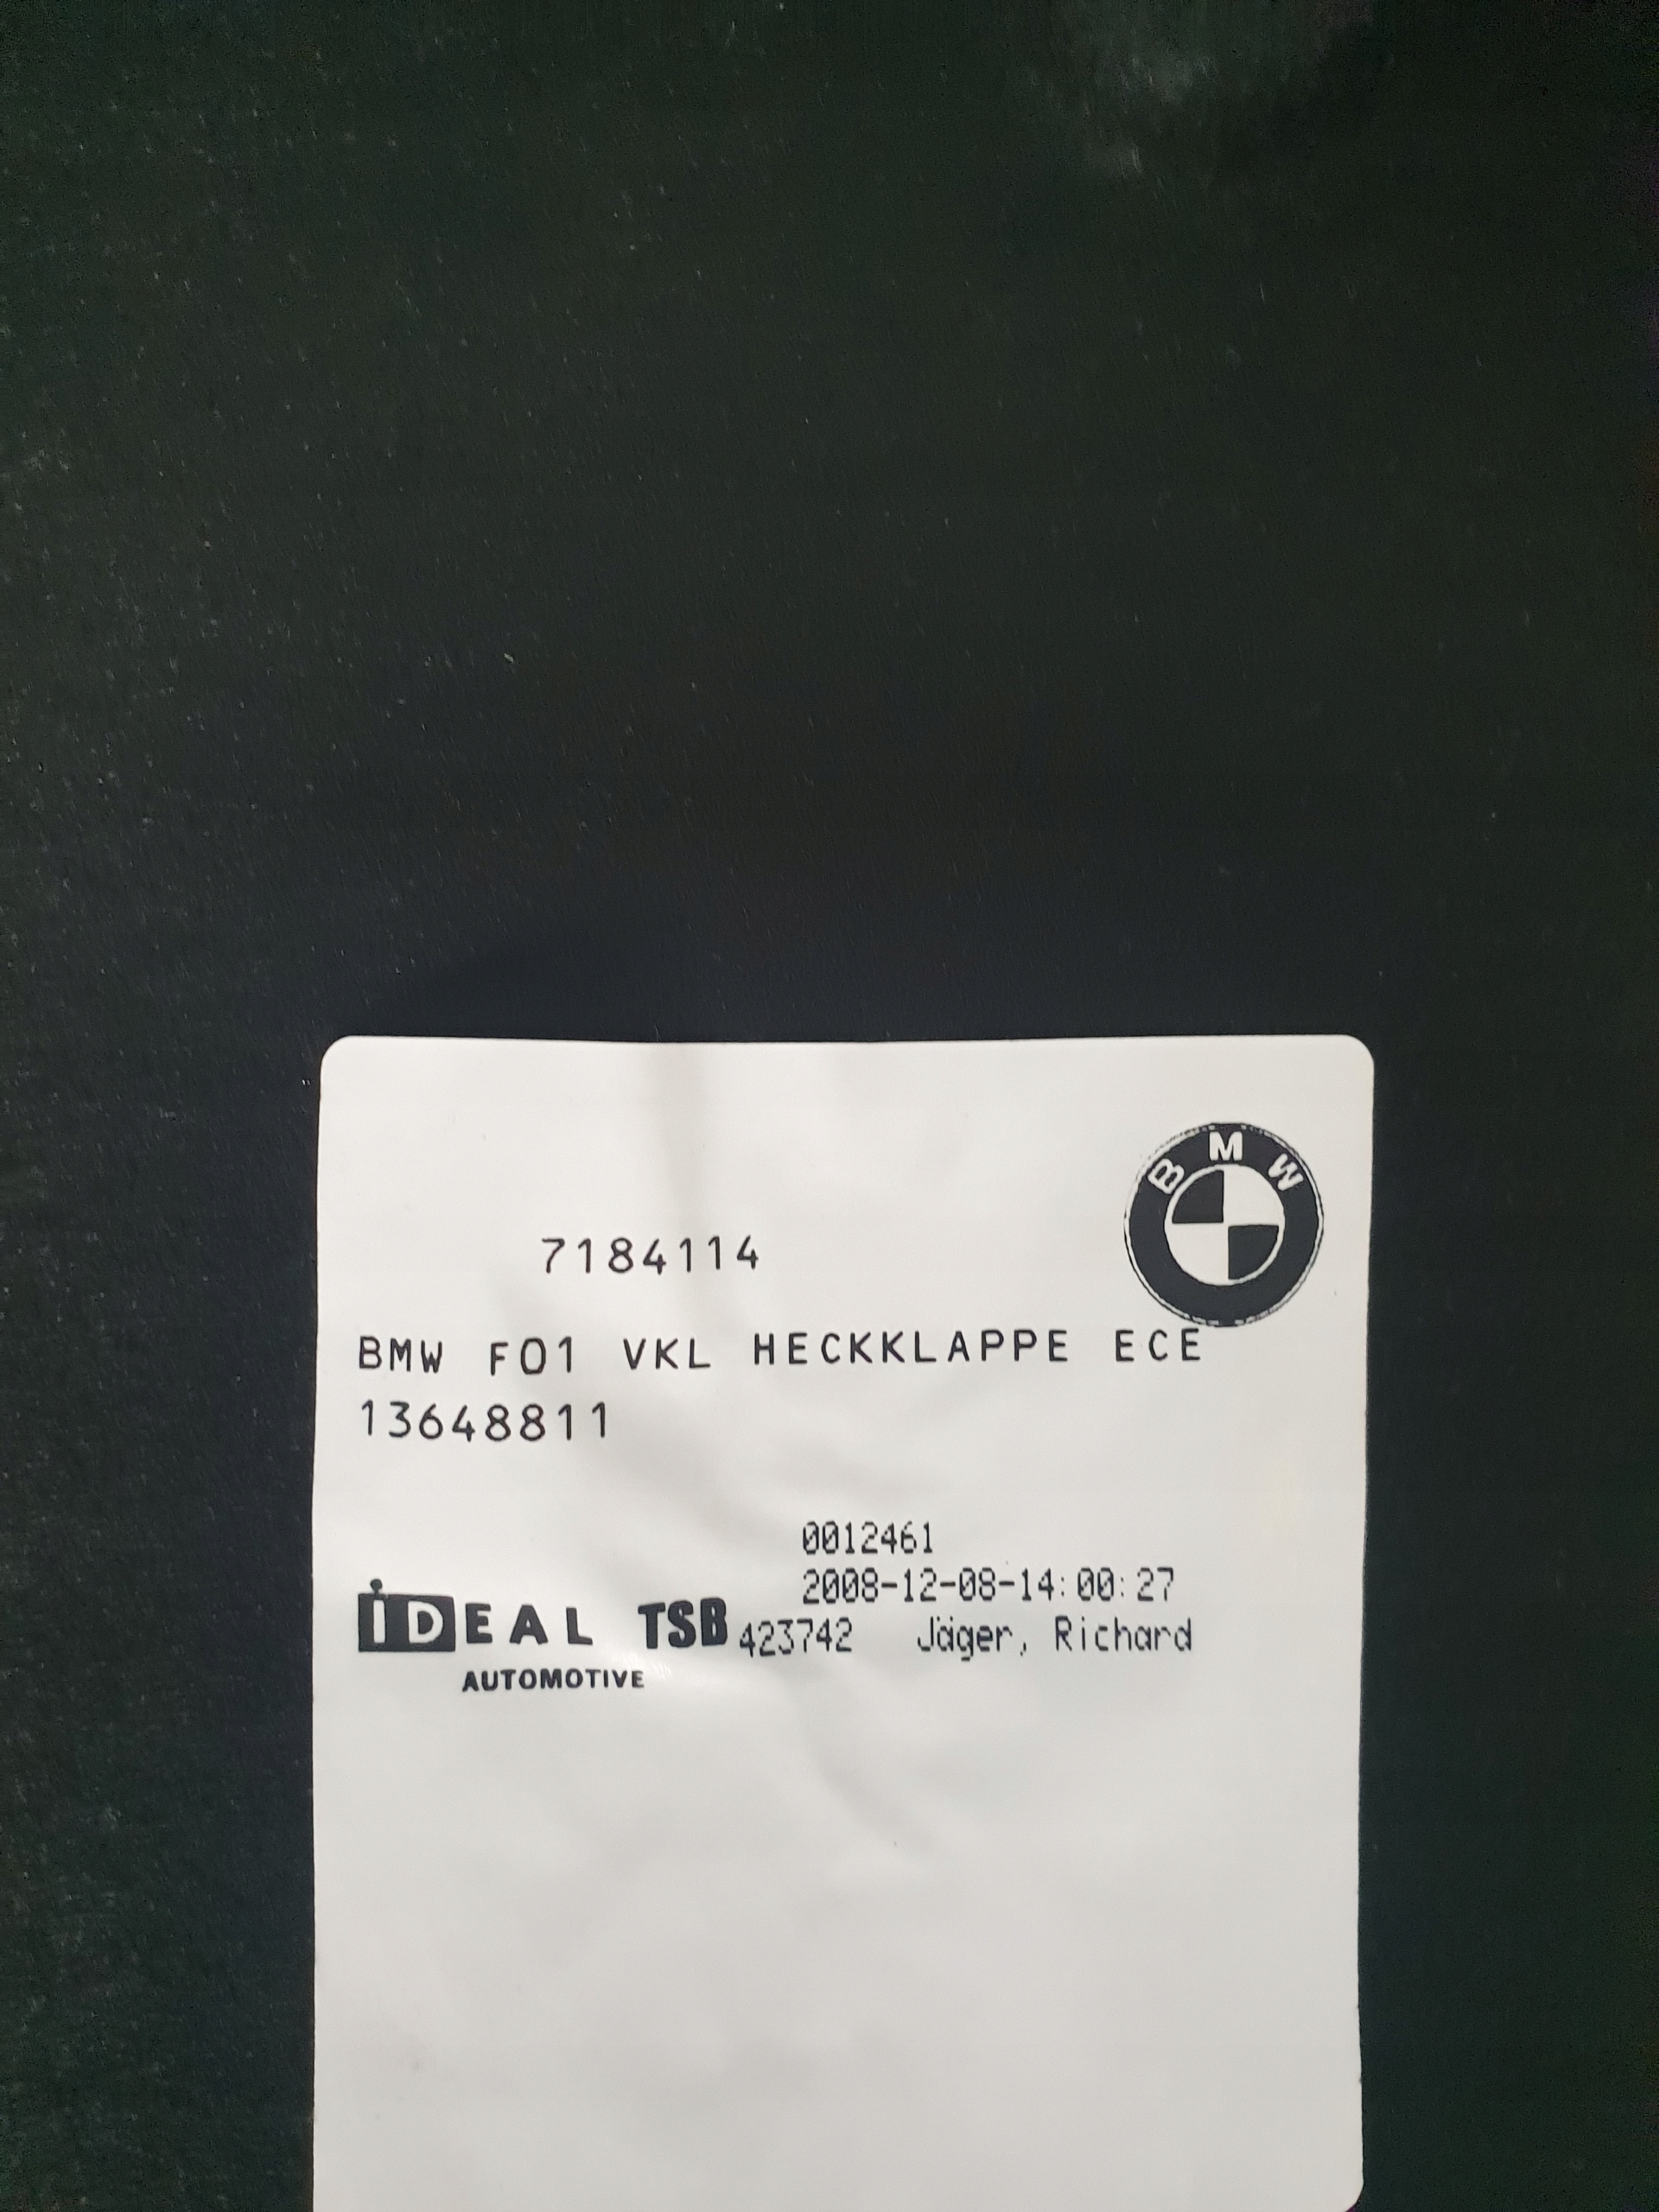 BMW
7184114
BMW F01 VKL HECKKLAPPE ECE
13648811
0012461
2008-12-08-14:00:27
iDEAL TSB 423742 Jäger, Richard
AUTOMOTIVE